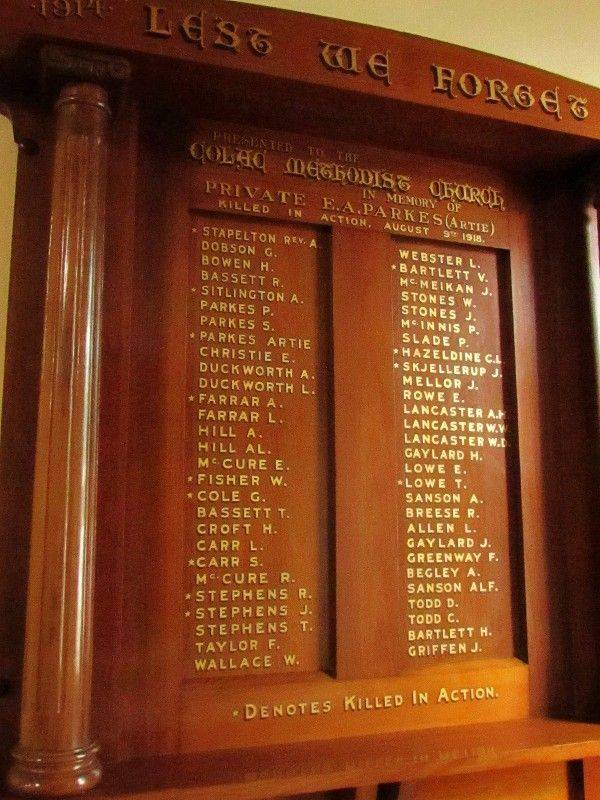 1914
LEST WE FORGET
PRESENTED TO THE
COLAC METHODIST CHURCH
IN MEMORY OF
PRIVATE E.A. PARKES (ARTIE)
KILLED IN ACTION, AUGUST 9TH 1918.
*STAPELTON REV. A.
DOBSON G.
BOWEN H.
BASSETT R.
*SITLINGTON A.
PARKES P.
PARKES S.
*PARKES ARTIE
CHRISTIE E.
DUCKWORTH A.
DUCKWORTH L.
*FARRAR A.
FARRAR L.
HILL A.
HILL AL.
McCURE E.
*FISHER W.
*COLE G.
BASSETT T.
CROFT H.
CARR L.
*CARR S.
McCURE R.
*STEPHENS R.
*STEPHENS J.
STEPHENS T.
TAYLOR F.
WALLACE W.
WEBSTER L.
*BARTLETT V.
McMEIKAN J.
STONES W.
STONES J.
McINNIS P.
SLADE P.
*HAZELDINE C.L.
*SKJELLERUP J.
MELLOR J.
ROWE E.
LANCASTER A.H.
LANCASTER W.W.
LANCASTER W.D.
GAYLARD H.
LOWE E.
*LOWE T.
SANSON A.
BREESE R.
ALLEN L.
GAYLARD J.
GREENWAY F.
BEGLEY A.
SANSON ALF.
TODD D.
TODD C.
BARTLETT H.
GRIFFEN J.
*DENOTES KILLED IN ACTION.